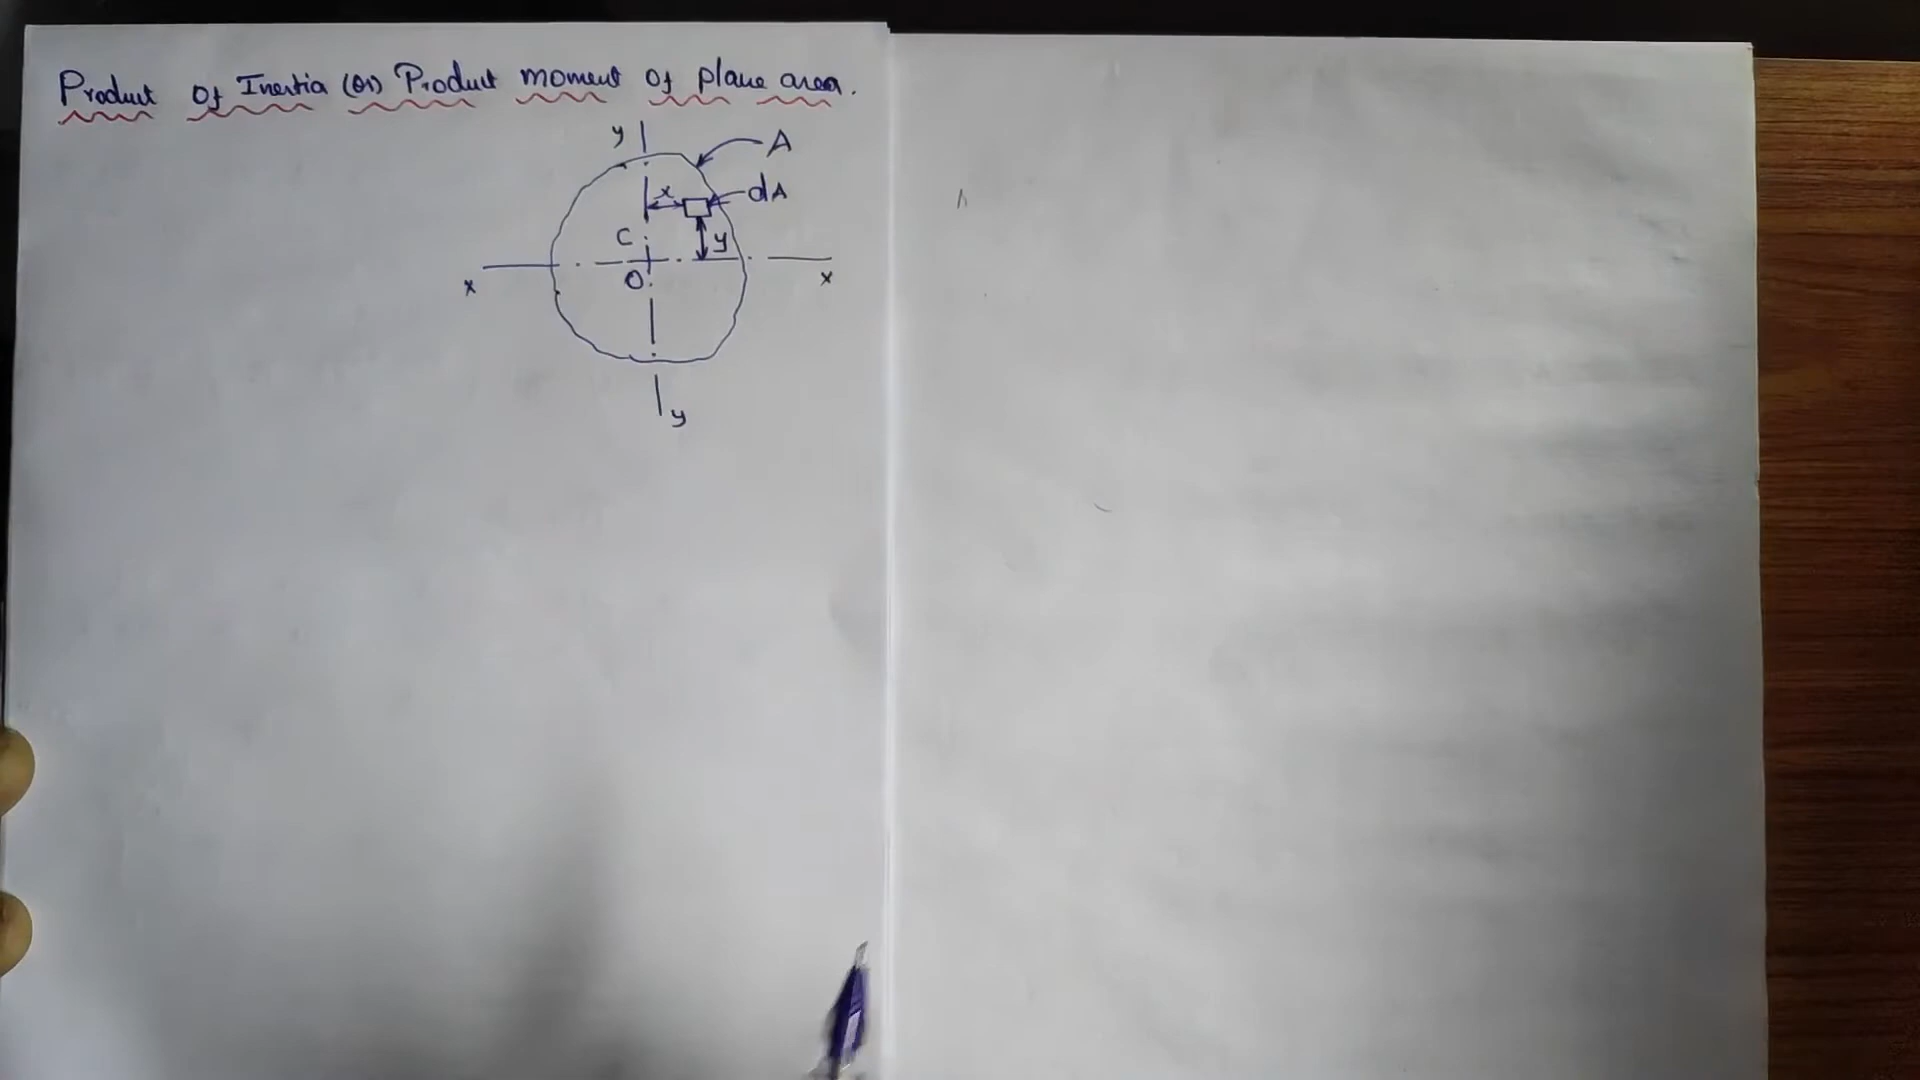 Product of Inertia (or) Product moment of plane area.
y
A
x
dA
C
y
O
x
x
y